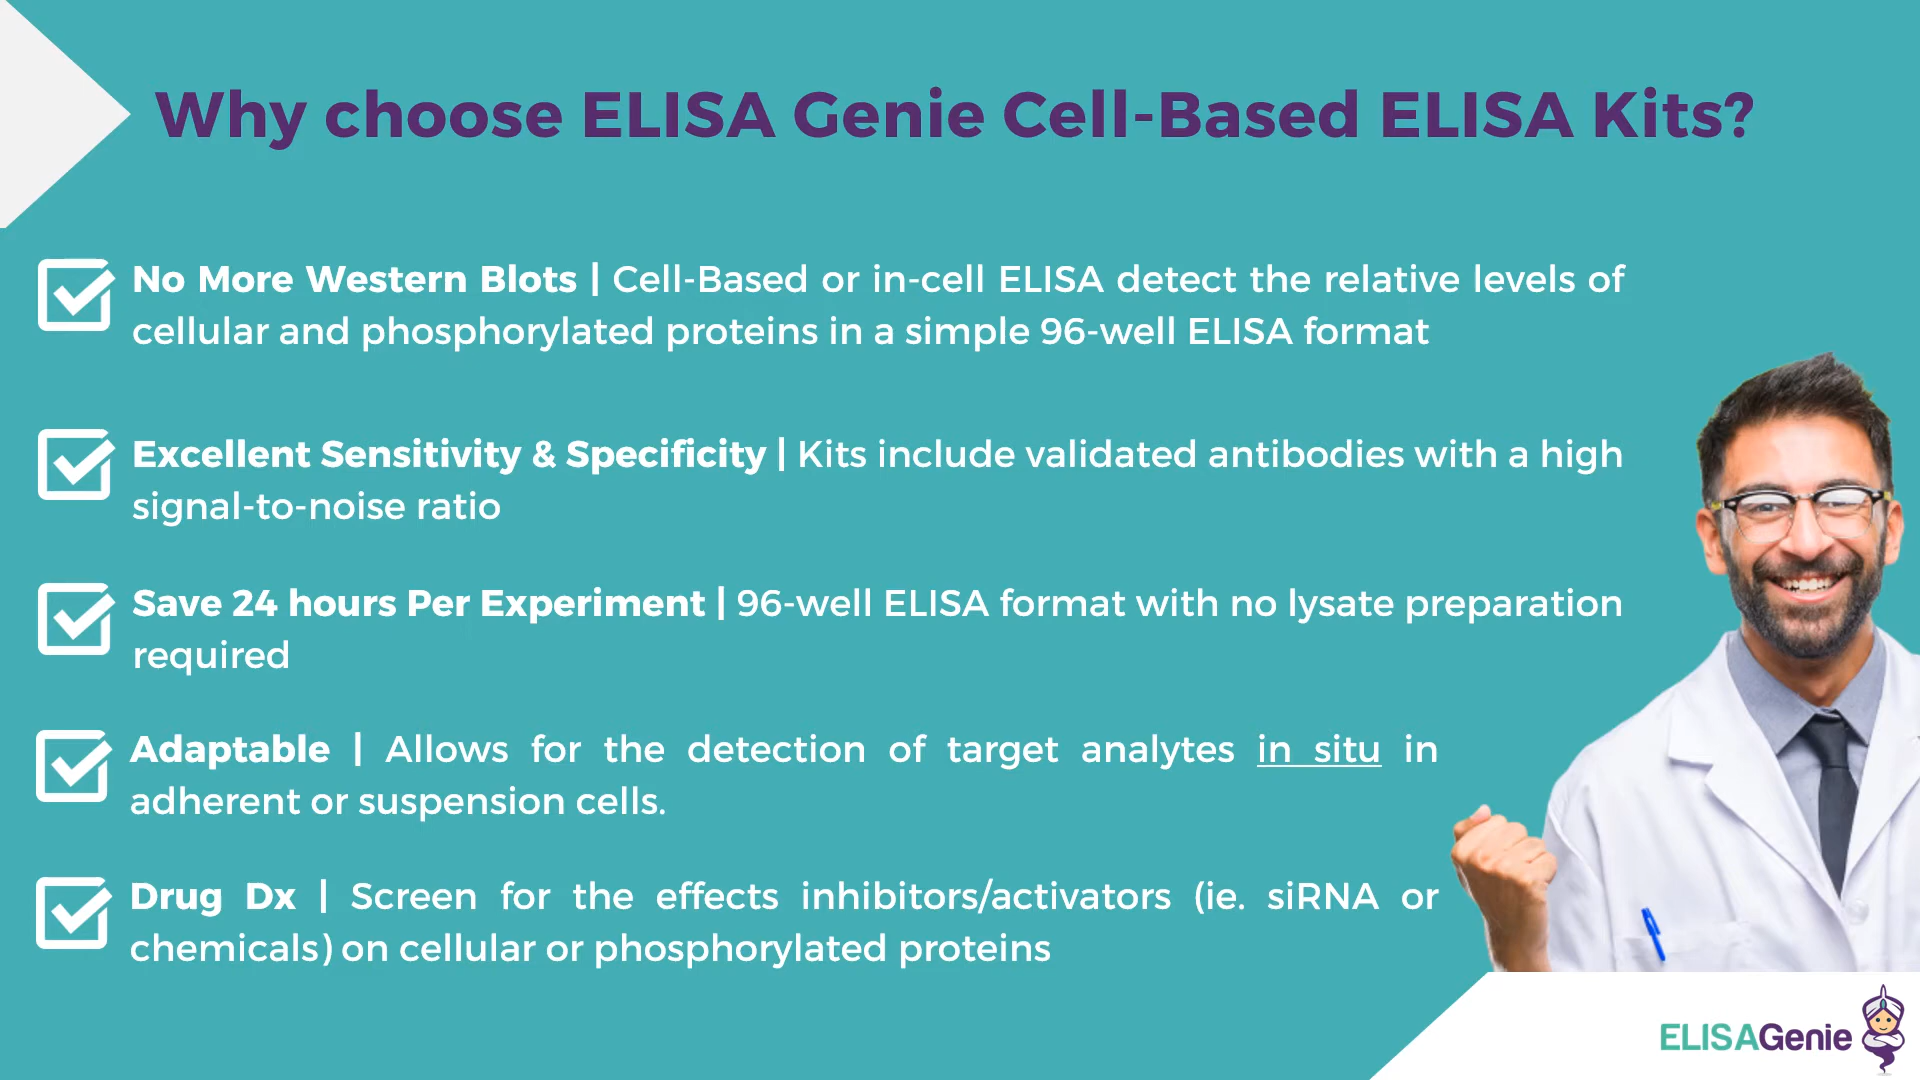 Why choose ELISA Genie Cell-Based ELISA Kits?
No More Western Blots | Cell-Based or in-cell ELISA detect the relative levels of
cellular and phosphorylated proteins in a simple 96-well ELISA format
Excellent Sensitivity & Specificity | Kits include validated antibodies with a high
signal-to-noise ratio
Save 24 hours Per Experiment | 96-well ELISA format with no lysate preparation
required
Adaptable | Allows for the detection of target analytes in situ in
adherent or suspension cells.
Drug Dx | Screen for the effects inhibitors/activators (ie. siRNA or
chemicals) on cellular or phosphorylated proteins
ELISAGenie